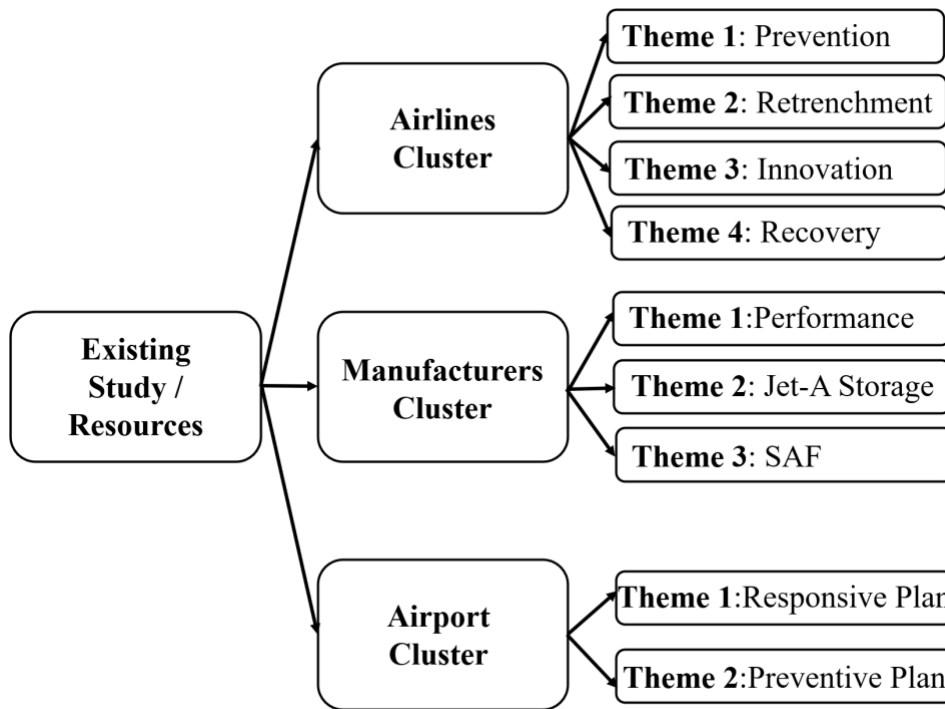 Existing
Study /
Resources
Airlines
Cluster
Theme 1: Prevention
Theme 2: Retrenchment
Theme 3: Innovation
Theme 4: Recovery
Manufacturers
Cluster
Theme 1:Performance
Theme 2: Jet-A Storage
Theme 3: SAF
Airport
Cluster
Theme 1:Responsive Plan
Theme 2:Preventive Plan